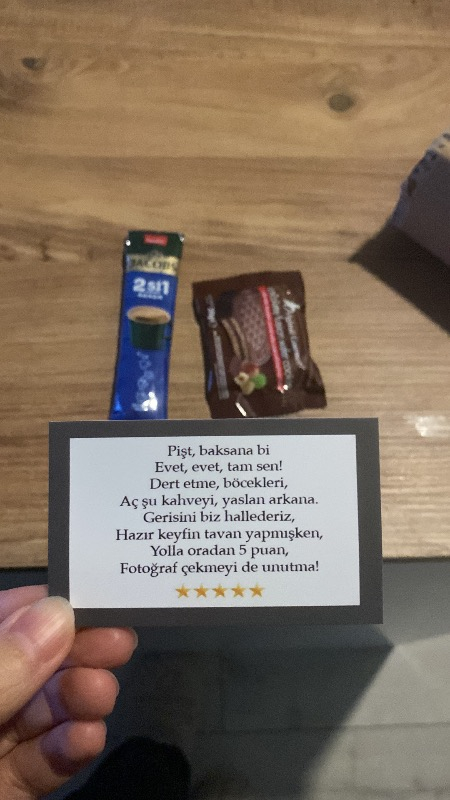 JACOBS
2si1
Pişt, baksana bi
Evet, evet, tam sen!
Dert etme, böcekleri,
Aç şu kahveyi, yaslan arkana.
Gerisini biz hallederiz,
Hazır keyfin tavan yapmışken,
Yolla oradan 5 puan,
Fotoğraf çekmeyi de unutma!